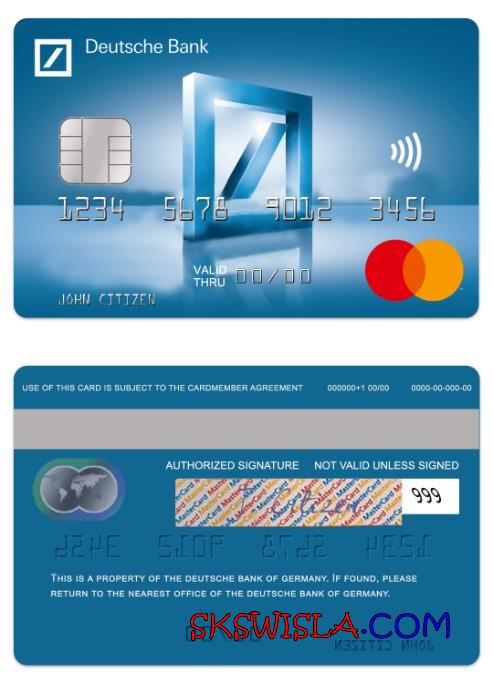 Deutsche Bank
1234 5678 9012 3456
VALID THRU 00/00
JOHN CITIZEN
USE OF THIS CARD IS SUBJECT TO THE CARDMEMBER AGREEMENT 000000+1 00/00 0000-00-000-00
AUTHORIZED SIGNATURE NOT VALID UNLESS SIGNED
MasterCard
J. Citizen
999
THIS IS A PROPERTY OF THE DEUTSCHE BANK OF GERMANY. IF FOUND, PLEASE
RETURN TO THE NEAREST OFFICE OF THE DEUTSCHE BANK OF GERMANY.
SKSWISLA.COM